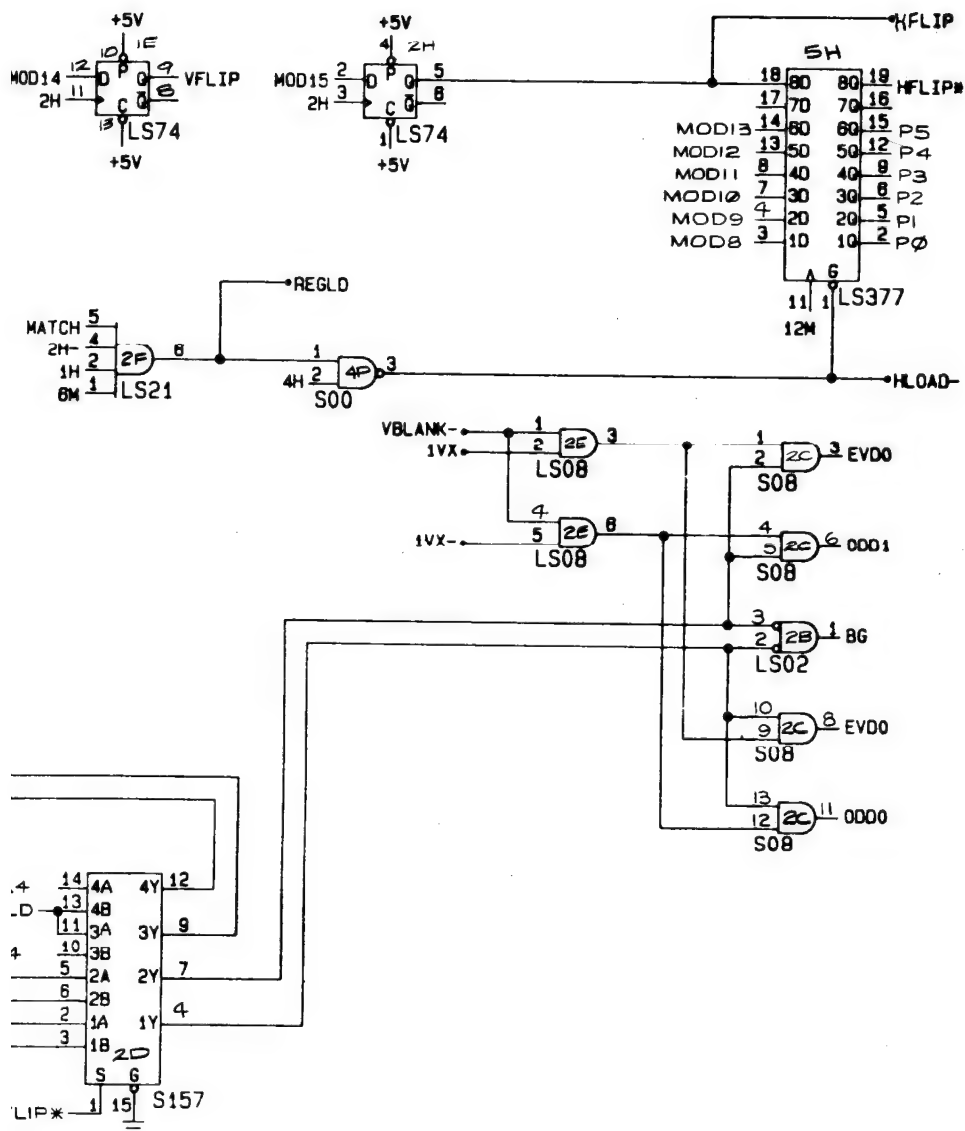 +5V
10 1E
MOD14 12 D P Q 9 VFLIP
2H 11 C Q 8
13 LS74
+5V
+5V
4 2H
MOD15 2 D P Q 5
2H 3 C Q 6
1 LS74
+5V
HFLIP
5H
18 8D 8Q 19 HFLIP*
17 7D 7Q 16
MOD13 14 6D 6Q 15 P5
MOD12 13 5D 5Q 12 P4
MOD11 8 4D 4Q 9 P3
MOD10 7 3D 3Q 6 P2
MOD9 4 2D 2Q 5 P1
MOD8 3 1D 1Q 2 P0
G
11 1 LS377
12M
REGLD
MATCH 5
2H- 4
1H 2
6M 1
2F 6
LS21
1
4H 2
4P 3
S00
HLOAD-
VBLANK- 1
1VX 2
2E 3
LS08
4
1VX- 5
2E 6
LS08
1
2
2C 3 EVD0
S08
4
5
2C 6 ODD1
S08
3
2
2B 1 BG
LS02
10
9
2C 8 EVD0
S08
13
12
2C 11 ODD0
S08
14 4A 4Y 12
LD 13 4B
11 3A 3Y 9
4 10 3B
5 2A 2Y 7
6 2B
2 1A 1Y 4
3 1B
2D
S G
1 15 S157
LIP*